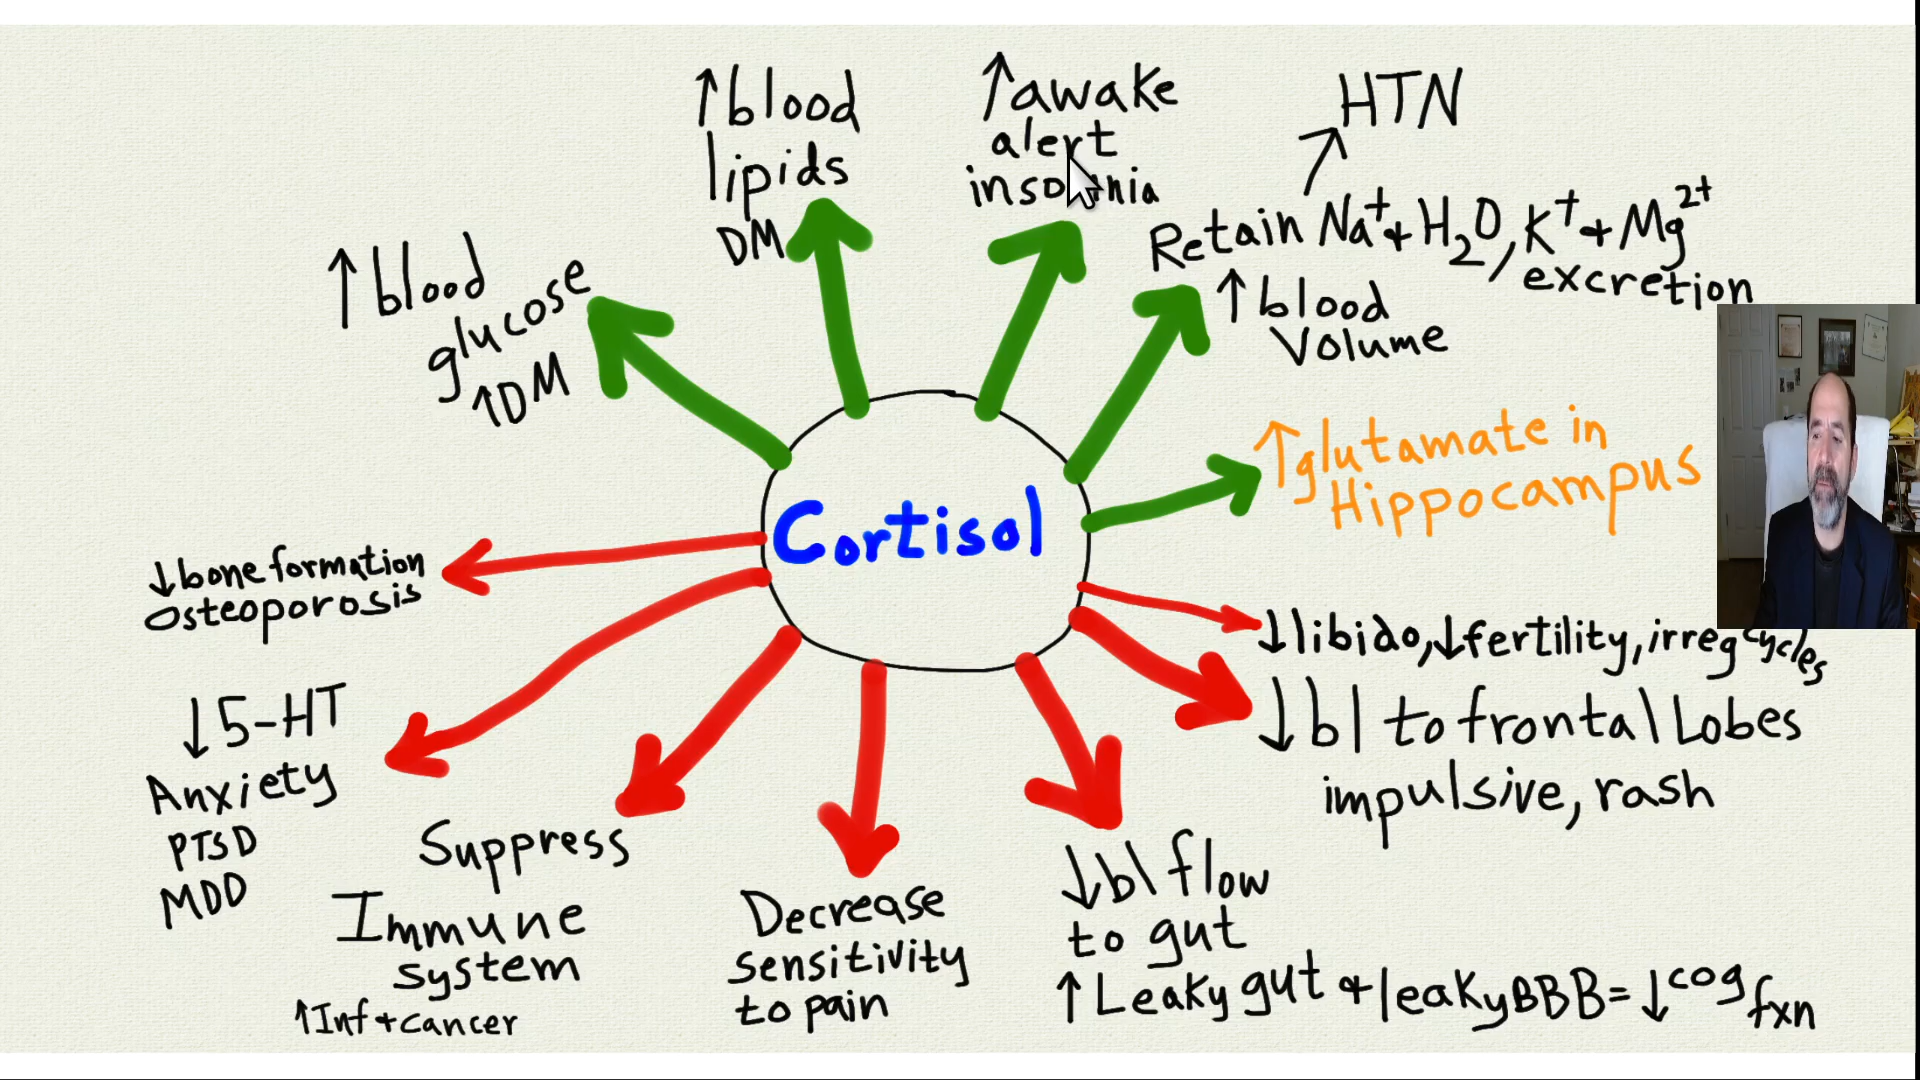 ↑blood
lipids
DM
↑awake
alert
insomnia
HTN
↗
Retain Na⁺+H₂O, K⁺+Mg²⁺
excretion
↑blood
Volume
↑blood
glucose
↑DM
↑glutamate in
Hippocampus
Cortisol
↓bone formation
osteoporosis
↓libido,↓fertility,irreg cycles
↓5-HT
Anxiety
PTSD
MDD
↓bl to frontal Lobes
impulsive, rash
Suppress
Immune
system
↑Inf+cancer
Decrease
sensitivity
to pain
↓bl flow
to gut
↑Leaky gut + leaky BBB=↓cog fxn